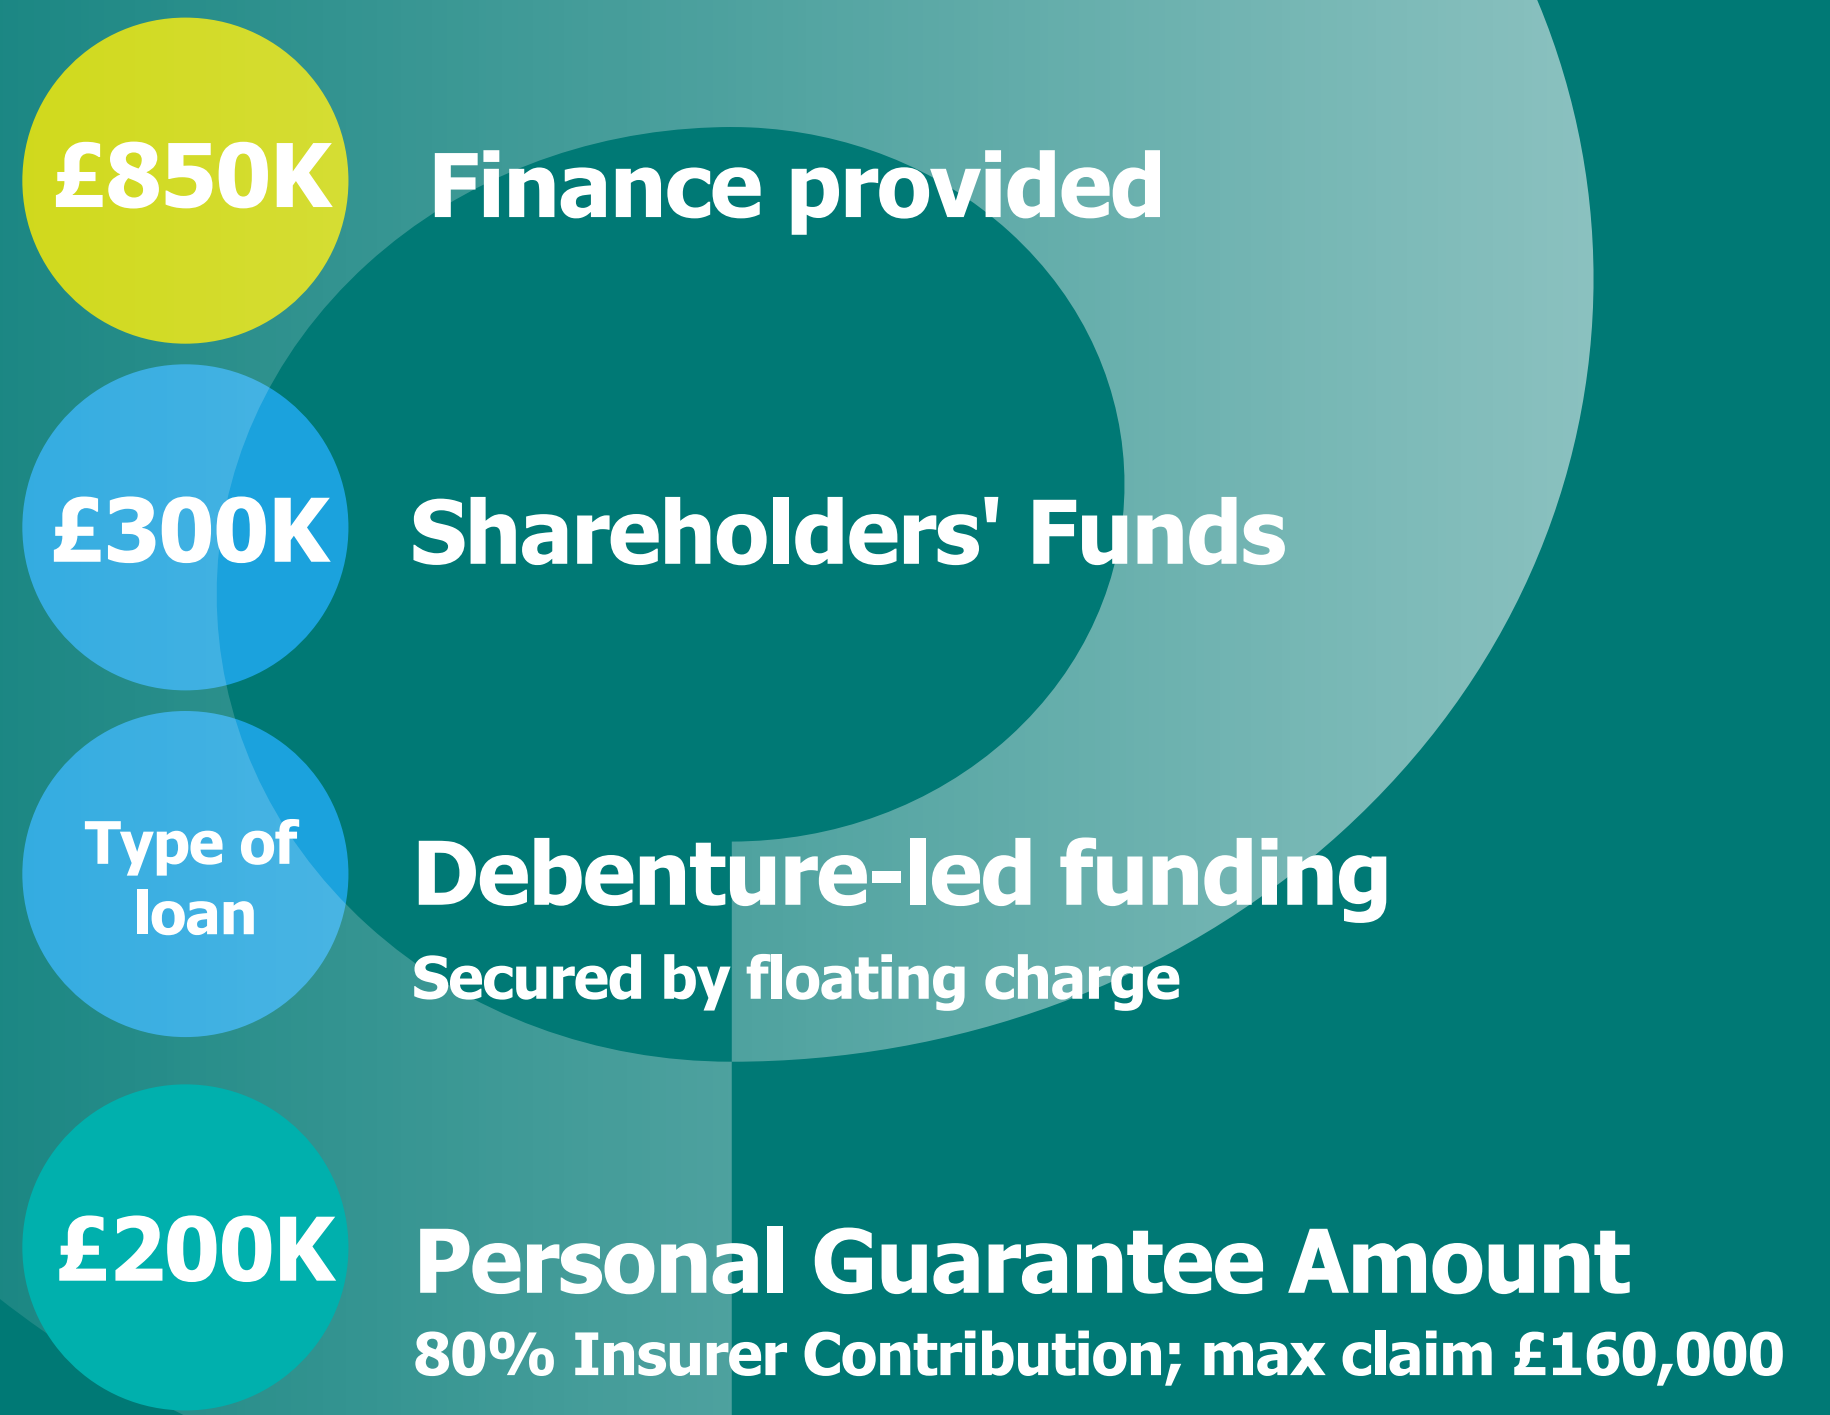 £850K
Finance provided
£300K
Shareholders' Funds
Type of
loan
Debenture-led funding
Secured by floating charge
£200K
Personal Guarantee Amount
80% Insurer Contribution; max claim £160,000